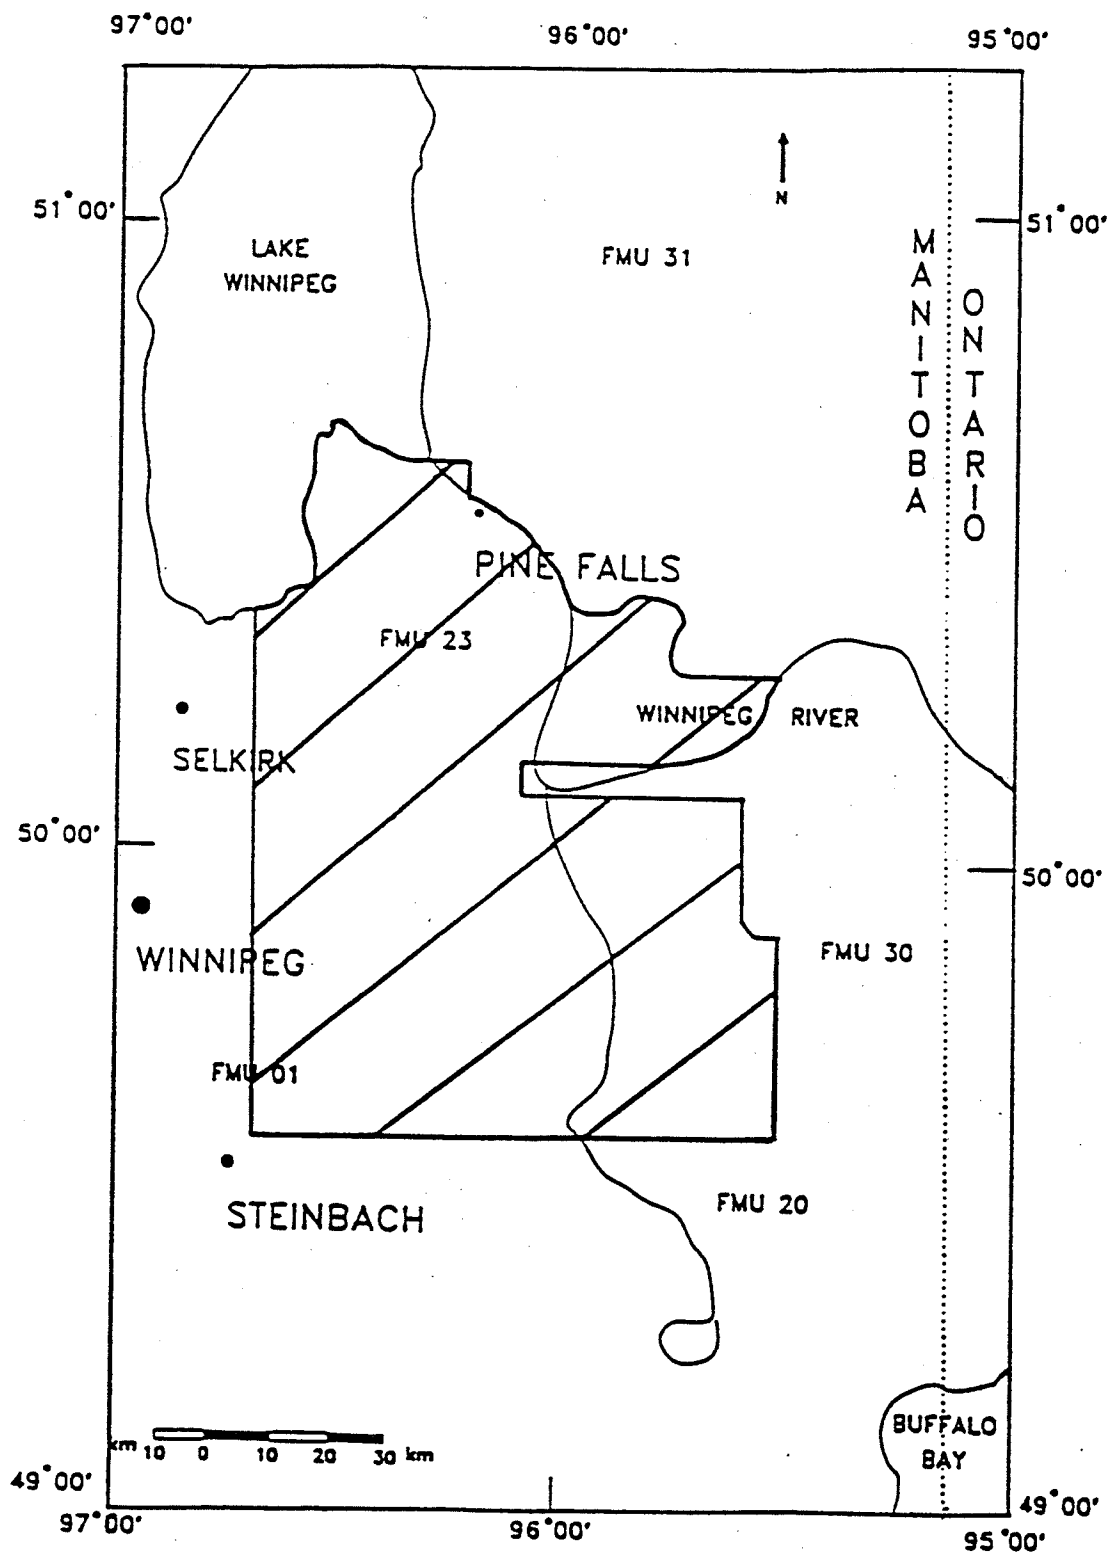 97°00'
96°00'
95°00'
51°00'
51°00'
N
LAKE
WINNIPEG
FMU 31
MANITOBA
ONTARIO
PINE FALLS
FMU 23
WINNIPEG RIVER
SELKIRK
50°00'
50°00'
WINNIPEG
FMU 30
FMU 01
STEINBACH
FMU 20
BUFFALO
BAY
km 10 0 10 20 30 km
49°00'
49°00'
97°00'
96°00'
95°00'